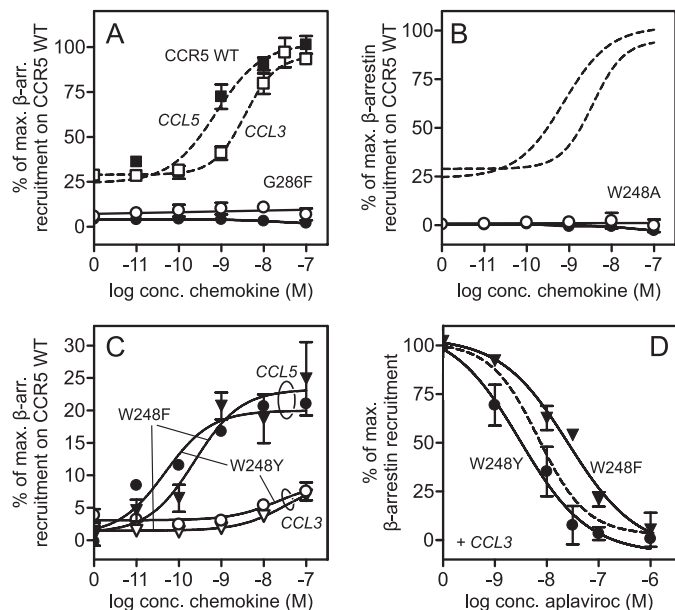 A
% of max. β-arr.
recruitment on CCR5 WT
100
75
50
25
0
CCR5 WT
CCL5
CCL3
G286F
0 -11 -10 -9 -8 -7
log conc. chemokine (M)
B
% of max. β-arrestin
recruitment on CCR5 WT
100
75
50
25
0
W248A
0 -11 -10 -9 -8 -7
log conc. chemokine (M)
C
% of max. β-arr.
recruitment on CCR5 WT
30
25
20
15
10
5
0
CCL5
W248F
W248Y
CCL3
0 -11 -10 -9 -8 -7
log conc. chemokine (M)
D
% of max.
β-arrestin recruitment
100
75
50
25
0
W248Y
W248F
+ CCL3
0 -9 -8 -7 -6
log conc. aplaviroc (M)